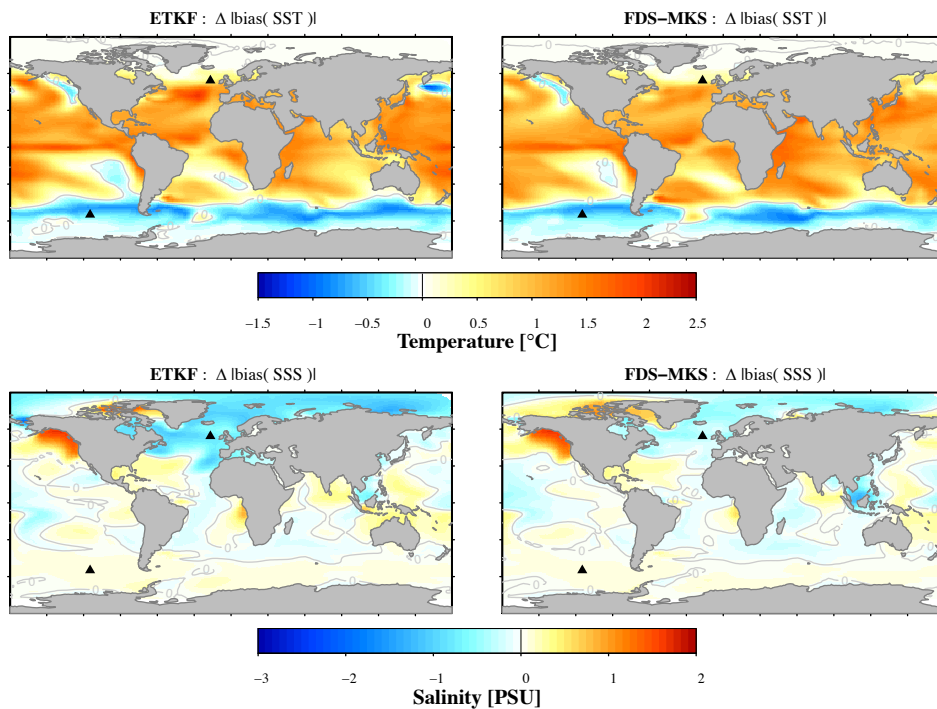 ETKF : Δ |bias( SST )|
FDS−MKS : Δ |bias( SST )|
−1.5 −1 −0.5 0 0.5 1 1.5 2 2.5
Temperature [°C]
ETKF : Δ |bias( SSS )|
FDS−MKS : Δ |bias( SSS )|
−3 −2 −1 0 1 2
Salinity [PSU]